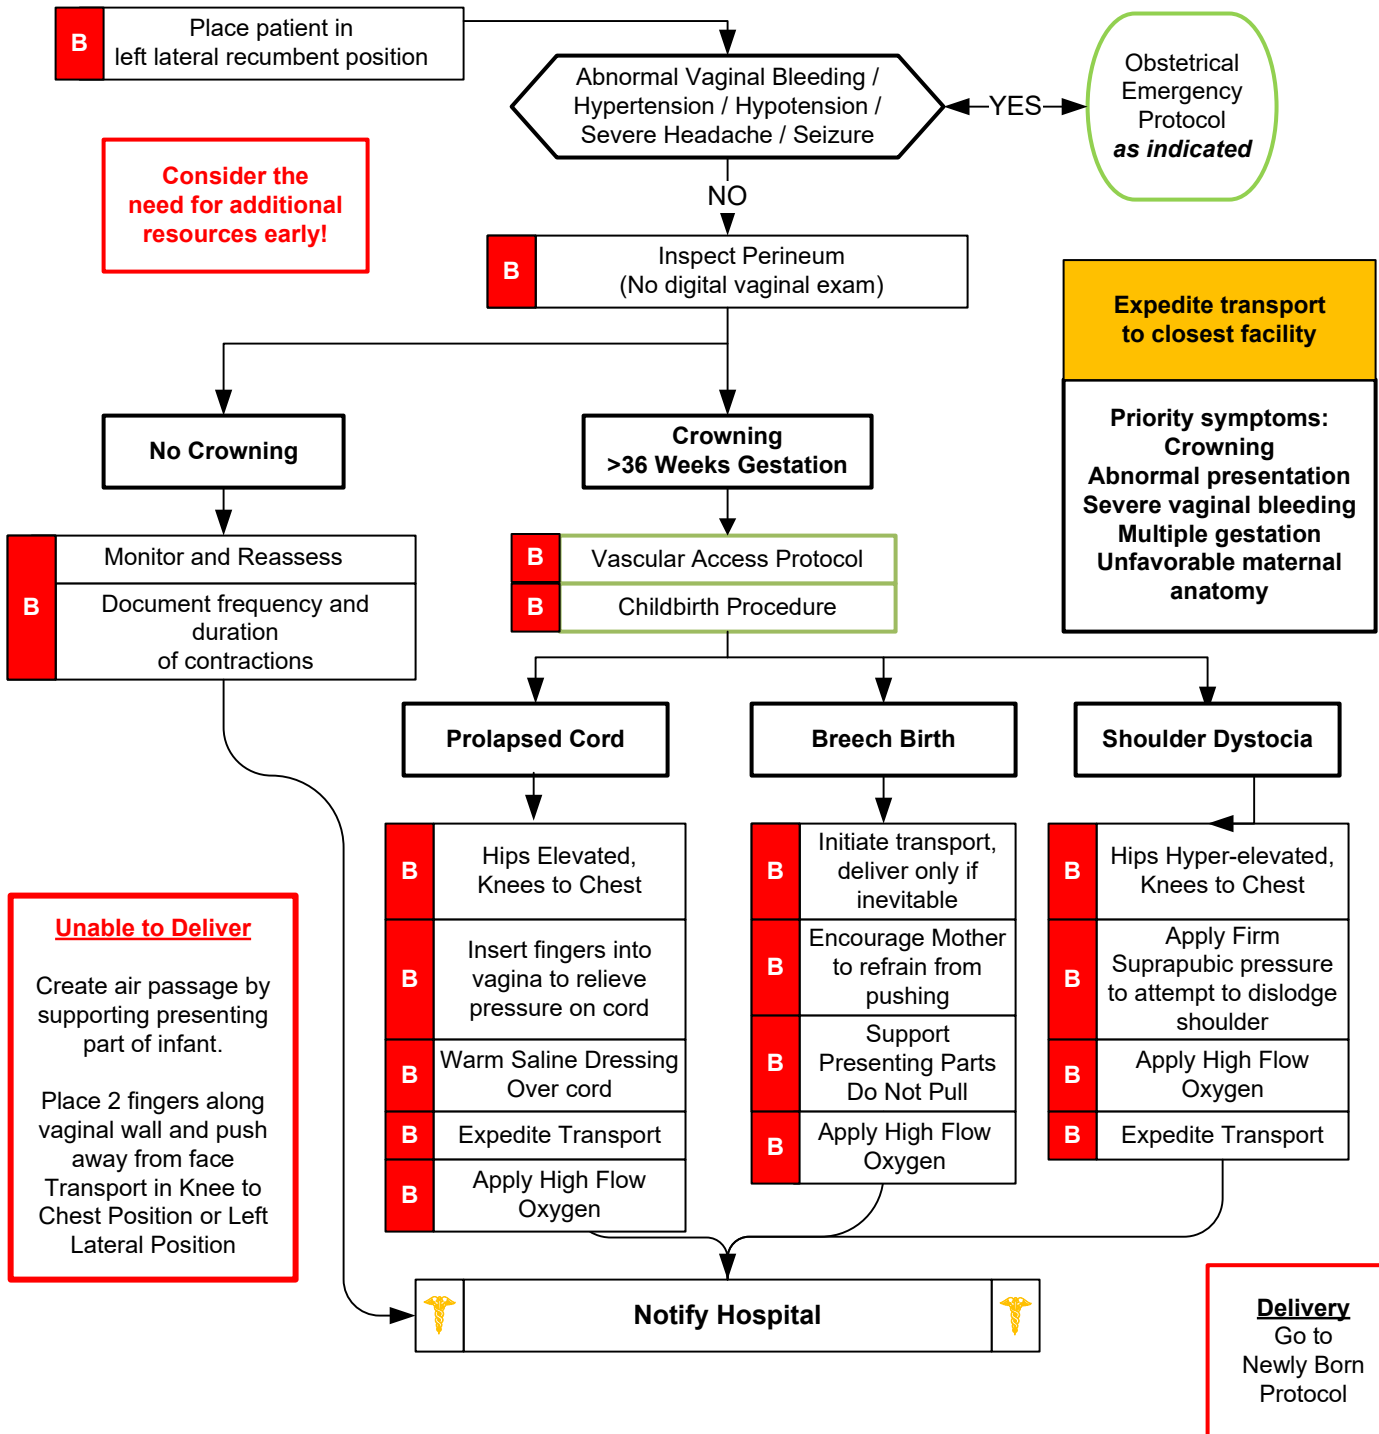 B
Place patient in
left lateral recumbent position
Abnormal Vaginal Bleeding /
Hypertension / Hypotension /
Severe Headache / Seizure
YES
Obstetrical
Emergency
Protocol
as indicated
Consider the
need for additional
resources early!
NO
B
Inspect Perineum
(No digital vaginal exam)
Expedite transport
to closest facility
Priority symptoms:
Crowning
Abnormal presentation
Severe vaginal bleeding
Multiple gestation
Unfavorable maternal
anatomy
No Crowning
Crowning
>36 Weeks Gestation
B
Monitor and Reassess
Document frequency and
duration
of contractions
B
Vascular Access Protocol
B
Childbirth Procedure
Prolapsed Cord
Breech Birth
Shoulder Dystocia
B
Hips Elevated,
Knees to Chest
B
Insert fingers into
vagina to relieve
pressure on cord
B
Warm Saline Dressing
Over cord
B
Expedite Transport
B
Apply High Flow
Oxygen
B
Initiate transport,
deliver only if
inevitable
B
Encourage Mother
to refrain from
pushing
B
Support
Presenting Parts
Do Not Pull
B
Apply High Flow
Oxygen
B
Hips Hyper-elevated,
Knees to Chest
B
Apply Firm
Suprapubic pressure
to attempt to dislodge
shoulder
B
Apply High Flow
Oxygen
B
Expedite Transport
Unable to Deliver
Create air passage by
supporting presenting
part of infant.
Place 2 fingers along
vaginal wall and push
away from face
Transport in Knee to
Chest Position or Left
Lateral Position
Notify Hospital
Delivery
Go to
Newly Born
Protocol